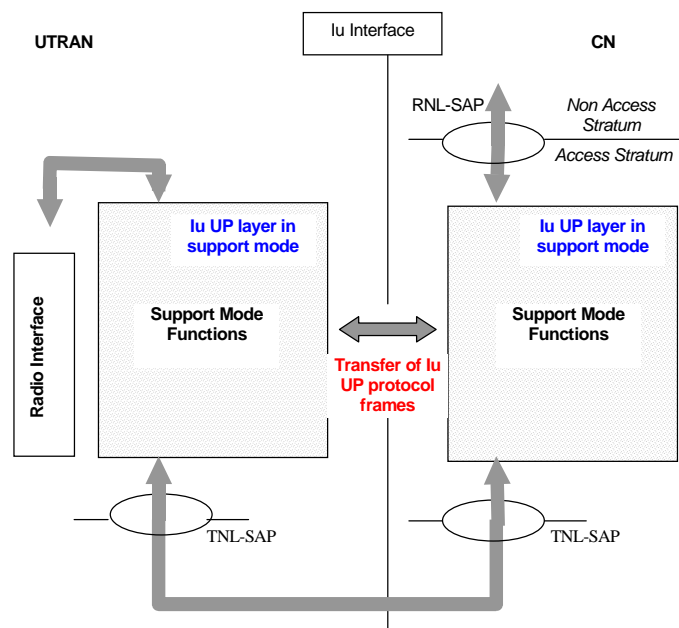 Iu Interface
UTRAN
CN
RNL-SAP
Non Access
Stratum
Access Stratum
Iu UP layer in
support mode
Iu UP layer in
support mode
Radio Interface
Support Mode
Functions
Support Mode
Functions
Transfer of Iu
UP protocol
frames
TNL-SAP
TNL-SAP